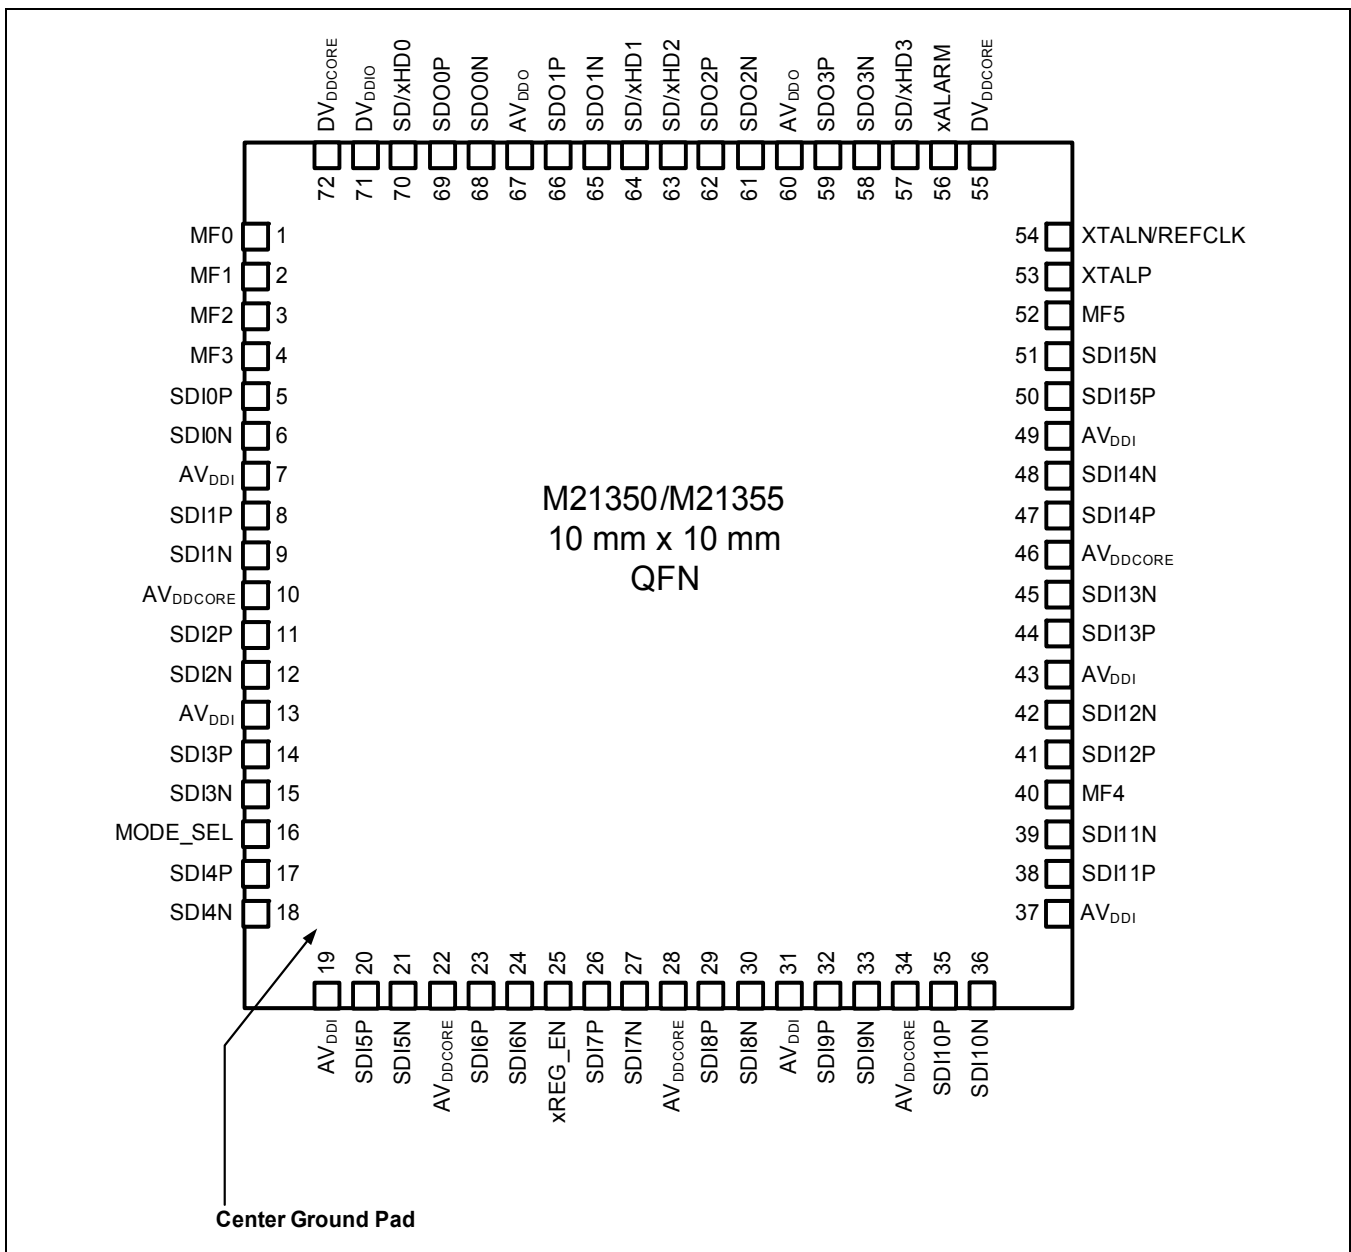 DVDDCORE
DVDDIO
SD/xHD0
SDO0P
SDO0N
AVDDO
SDO1P
SDO1N
SD/xHD1
SD/xHD2
SDO2P
SDO2N
AVDDO
SDO3P
SDO3N
SD/xHD3
xALARM
DVDDCORE
72
71
70
69
68
67
66
65
64
63
62
61
60
59
58
57
56
55
MF0 1
MF1 2
MF2 3
MF3 4
SDI0P 5
SDI0N 6
AVDDI 7
SDI1P 8
SDI1N 9
AVDDCORE 10
SDI2P 11
SDI2N 12
AVDDI 13
SDI3P 14
SDI3N 15
MODE_SEL 16
SDI4P 17
SDI4N 18
M21350/M21355
10 mm x 10 mm
QFN
54 XTALN/REFCLK
53 XTALP
52 MF5
51 SDI15N
50 SDI15P
49 AVDDI
48 SDI14N
47 SDI14P
46 AVDDCORE
45 SDI13N
44 SDI13P
43 AVDDI
42 SDI12N
41 SDI12P
40 MF4
39 SDI11N
38 SDI11P
37 AVDDI
19
20
21
22
23
24
25
26
27
28
29
30
31
32
33
34
35
36
AVDDI
SDI5P
SDI5N
AVDDCORE
SDI6P
SDI6N
xREG_EN
SDI7P
SDI7N
AVDDCORE
SDI8P
SDI8N
AVDDI
SDI9P
SDI9N
AVDDCORE
SDI10P
SDI10N
Center Ground Pad